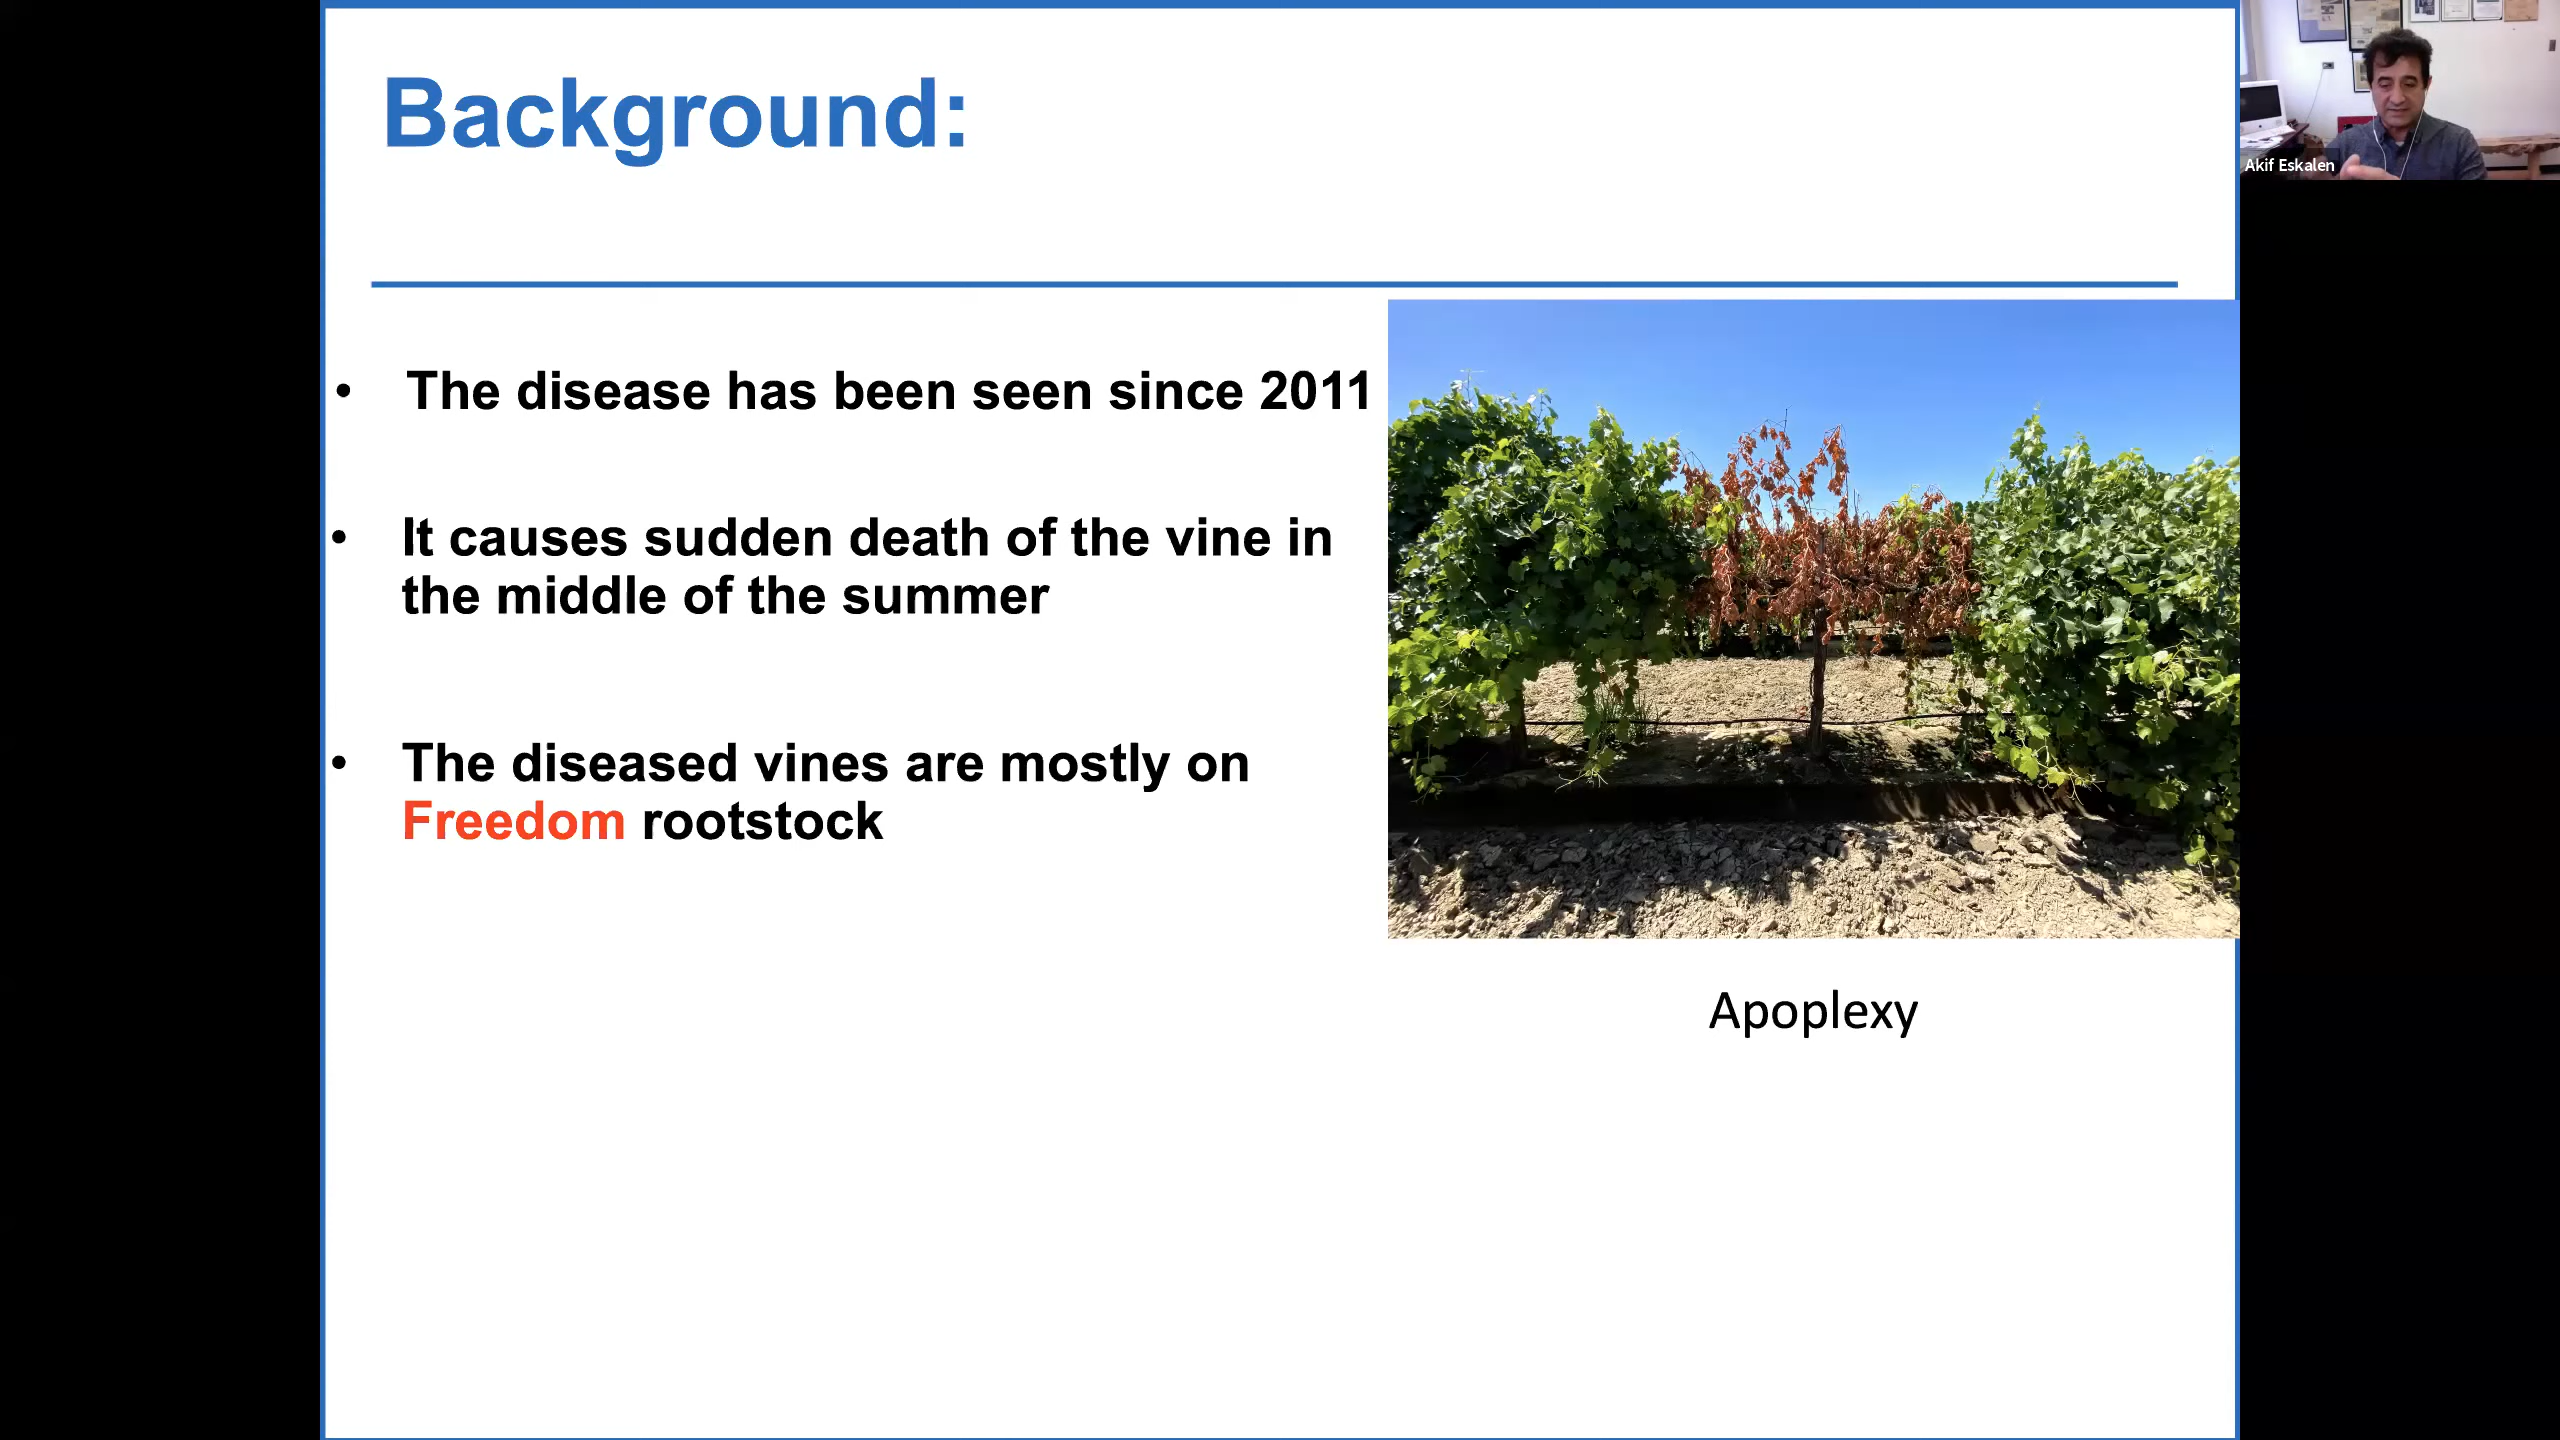 Background:
• The disease has been seen since 2011
• It causes sudden death of the vine in
the middle of the summer
• The diseased vines are mostly on
Freedom rootstock
Apoplexy
Akif Eskalen